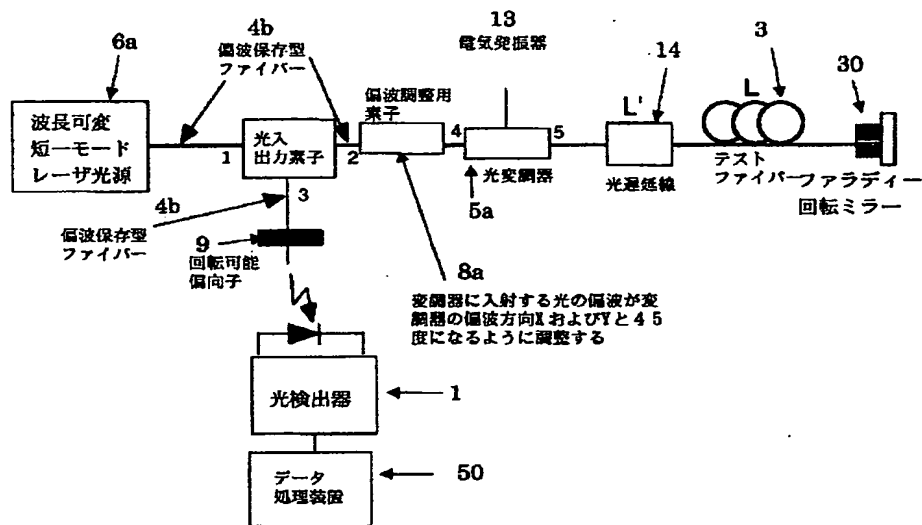 13
電気発振器
6a
4b
偏波保存型
ファイバー
14
3
30
偏波調整用
素子
L'
L
波長可変
短一モード
レーザ光源
1
光入
出力素子
2
4
5
光変調器
5a
光遅延線
テスト
ファイバー
ファラディー
回転ミラー
4b
3
偏波保存型
ファイバー
9
回転可能
偏向子
8a
変調器に入射する光の偏波が変
調器の偏波方向XおよびYと45
度になるように調整する
光検出器
1
データ
処理装置
50